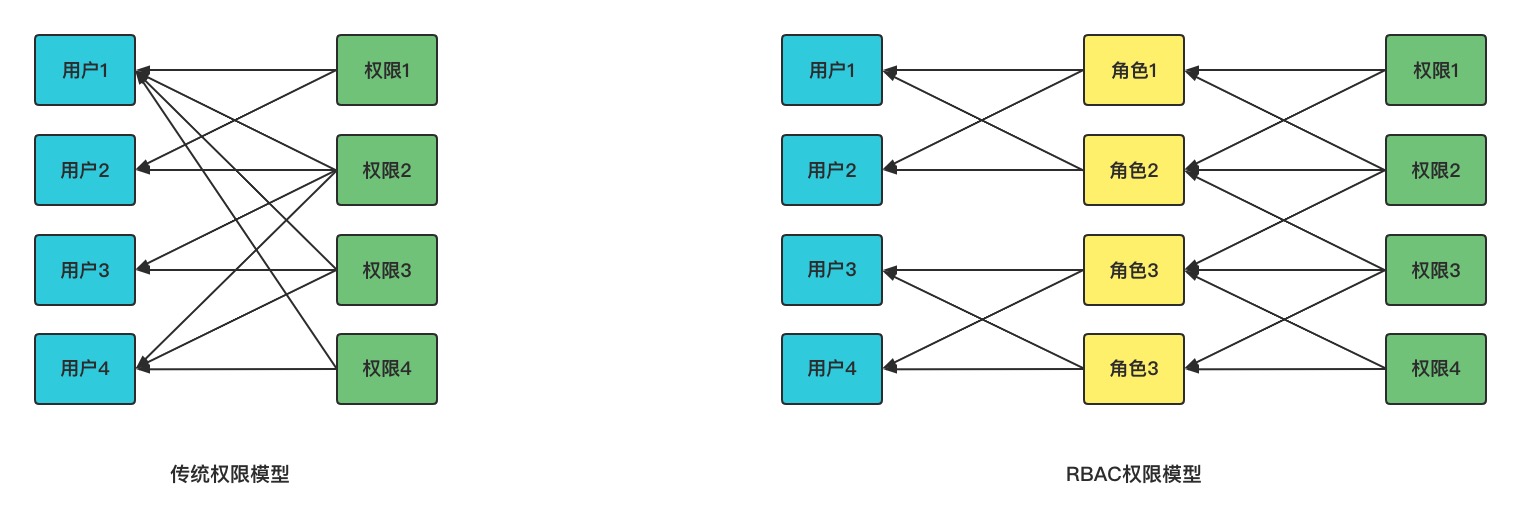 用户1
权限1
用户2
权限2
用户3
权限3
用户4
权限4
传统权限模型
用户1
角色1
权限1
用户2
角色2
权限2
用户3
角色3
权限3
用户4
角色3
权限4
RBAC权限模型